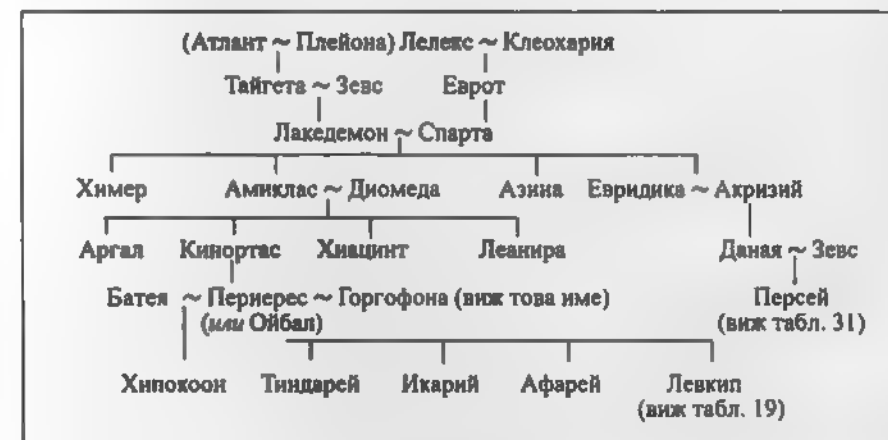 (Атлант ~ Плейона) Лелекс ~ Клеохария
Тайгета ~ Зевс Еврот
Лакедемон ~ Спарта
Химер Амиклас ~ Диомеда Азина Евридика ~ Акризий
Аргал Кинортас Хиацинт Леанира Даная ~ Зевс
Батея ~ Периерес ~ Горгофона (виж това име) Персей
(или Ойбал) (виж табл. 31)
Хипокоон Тиндарей Икарий Афарей Левкип
(виж табл. 19)